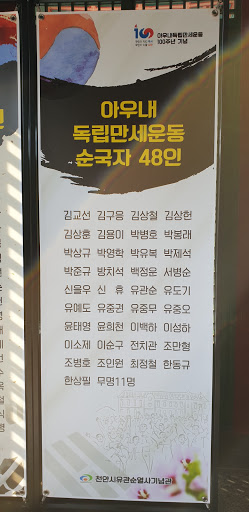 아우내독립만세운동
100주년 기념
아우내
독립만세운동
순국자 48인
김교선 김구응 김상철 김상헌
김상훈 김용이 박병호 박봉래
박상규 박영학 박유복 박제석
박준규 방치석 백정운 서병순
신을우 신 휴 유관순 유도기
유예도 유중권 유중무 유중오
윤태영 윤희천 이백하 이성하
이소제 이순구 전치관 조만형
조병호 조인원 최정철 한동규
한상필 무명11명
천안시유관순열사기념관